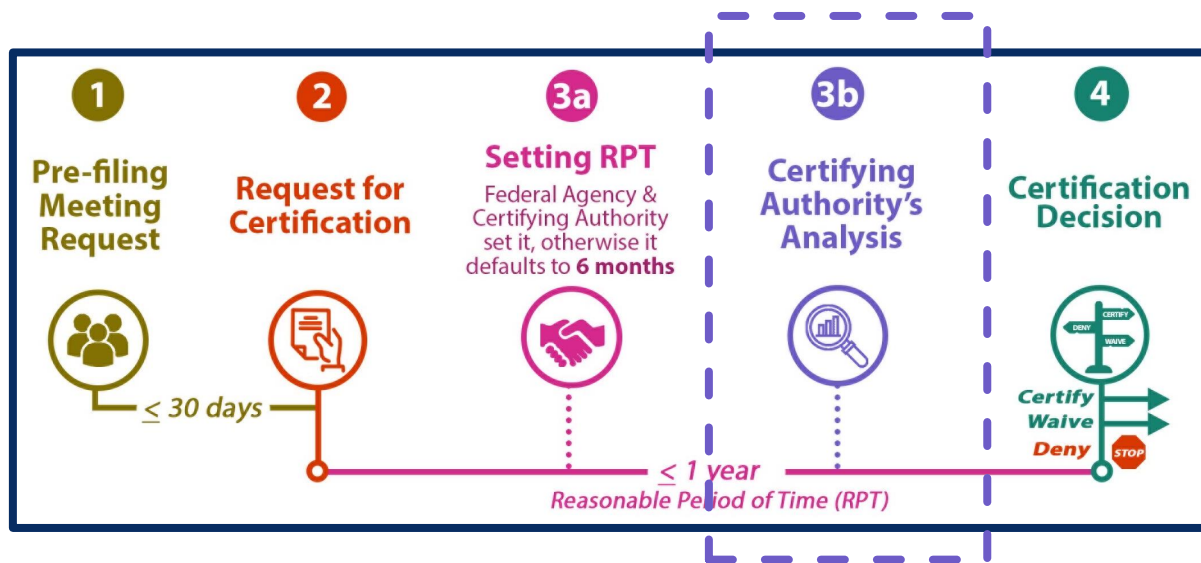 1
Pre-filing
Meeting
Request
≤ 30 days
2
Request for
Certification
3a
Setting RPT
Federal Agency &
Certifying Authority
set it, otherwise it
defaults to 6 months
3b
Certifying
Authority's
Analysis
4
Certification
Decision
CERTIFY
DENY
WAIVE
Certify
Waive
Deny
STOP
≤ 1 year
Reasonable Period of Time (RPT)